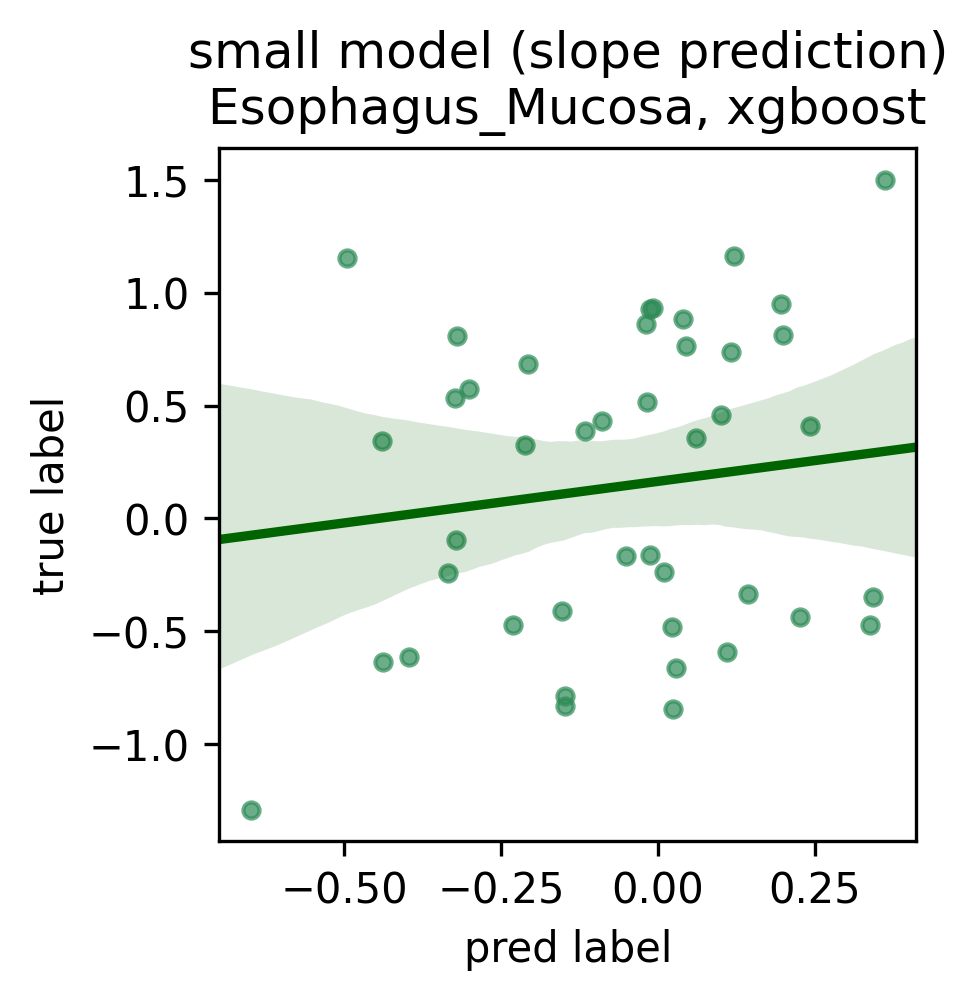 small model (slope prediction)
Esophagus_Mucosa, xgboost
1.5
1.0
0.5
0.0
−0.5
−1.0
true label
−0.50
−0.25
0.00
0.25
pred label